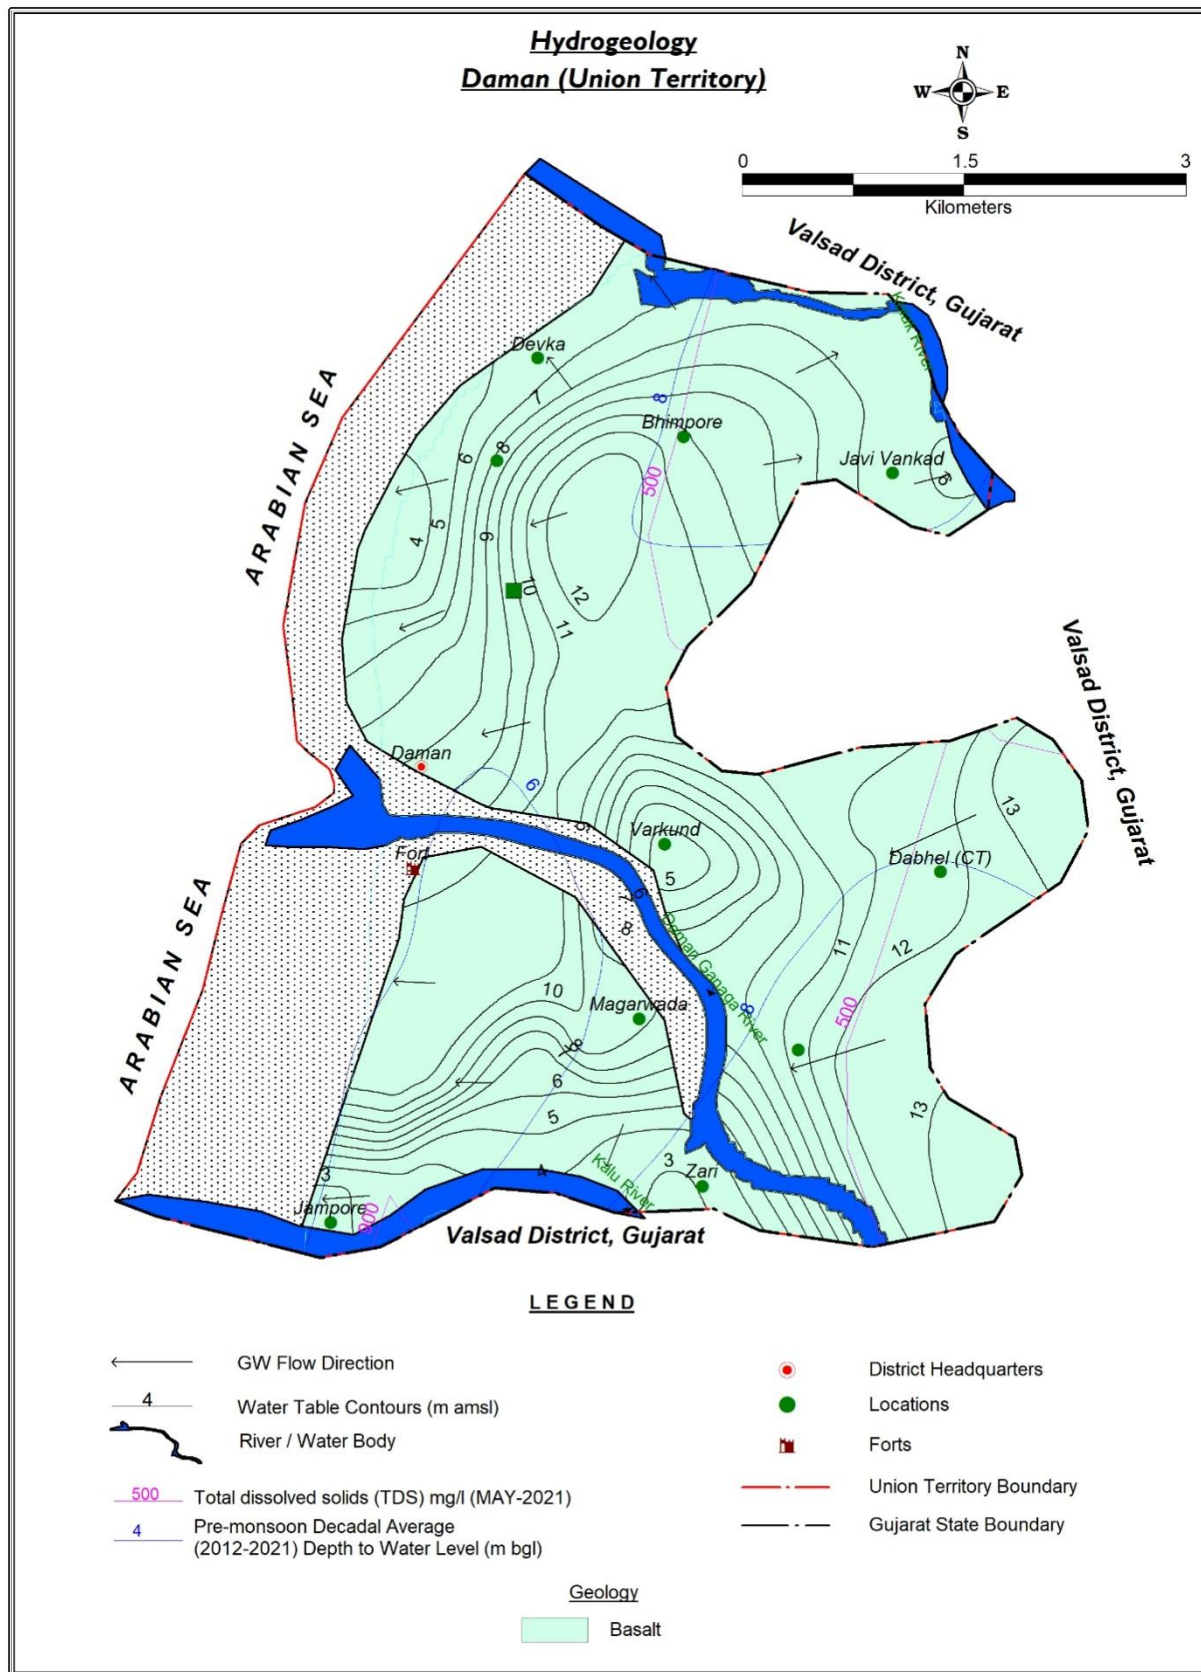 Hydrogeology
Daman (Union Territory)
N
W E
S
0 1.5 3
Kilometers
Valsad District, Gujarat
Devka
7
8
Bhimpore
ARABIAN SEA
6
8
500
Javi Vankad
6
5
4
9
10
12
11
Valsad District, Gujarat
Daman
6
13
Varkund
Fort
5
Dabhel (CT)
6
7
8
Daman Ganaga River
11
12
ARABIAN SEA
10
Magarwada
8
500
8
6
5
13
3
4
Kalu River
3
Zari
Jampore
900
Valsad District, Gujarat
LEGEND
GW Flow Direction
4
Water Table Contours (m amsl)
River / Water Body
500
Total dissolved solids (TDS) mg/l (MAY-2021)
4
Pre-monsoon Decadal Average
(2012-2021) Depth to Water Level (m bgl)
District Headquarters
Locations
Forts
Union Territory Boundary
Gujarat State Boundary
Geology
Basalt